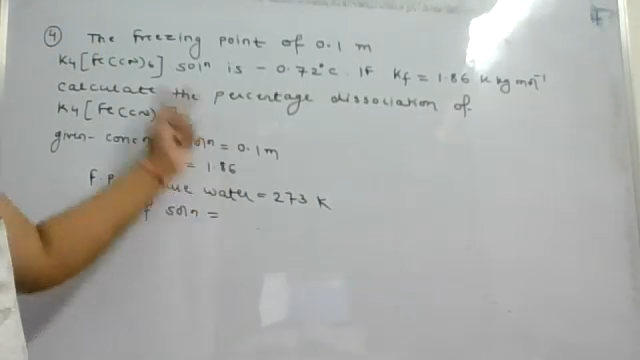 ④ The freezing point of 0.1 m
K4[Fe(CN)6] soln is - 0.72°C. If Kf = 1.86 K kg mol-1
calculate the percentage dissociation of
K4[Fe(CN)
given- conc soln = 0.1m
= 1.86
f p water = 273 K
f soln =